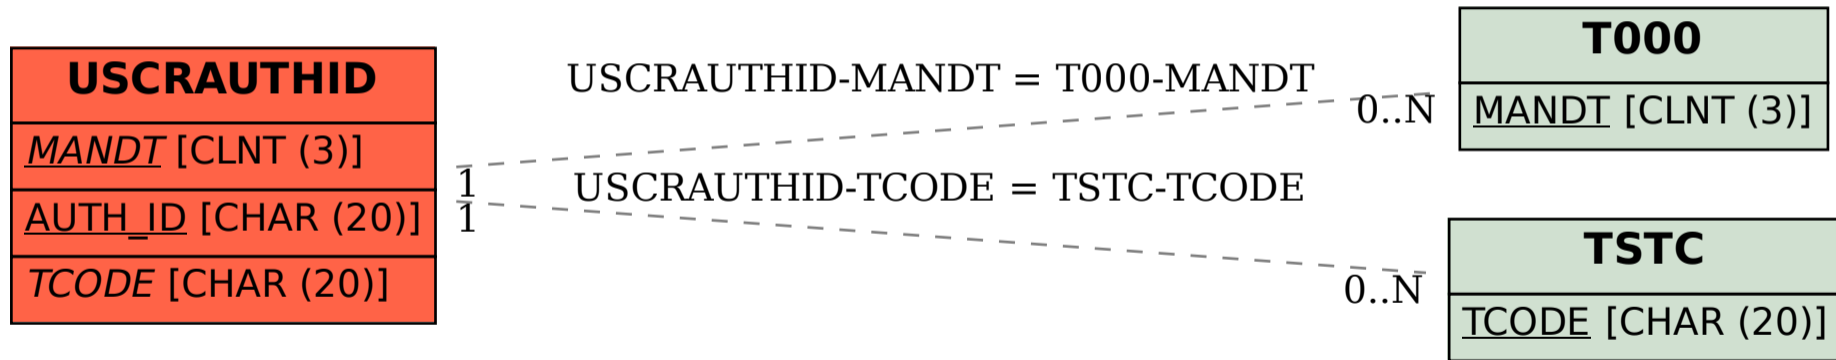 USCRAUTHID
MANDT [CLNT (3)]
AUTH_ID [CHAR (20)]
TCODE [CHAR (20)]
USCRAUTHID-MANDT = T000-MANDT
1
0..N
USCRAUTHID-TCODE = TSTC-TCODE
1
0..N
T000
MANDT [CLNT (3)]
TSTC
TCODE [CHAR (20)]